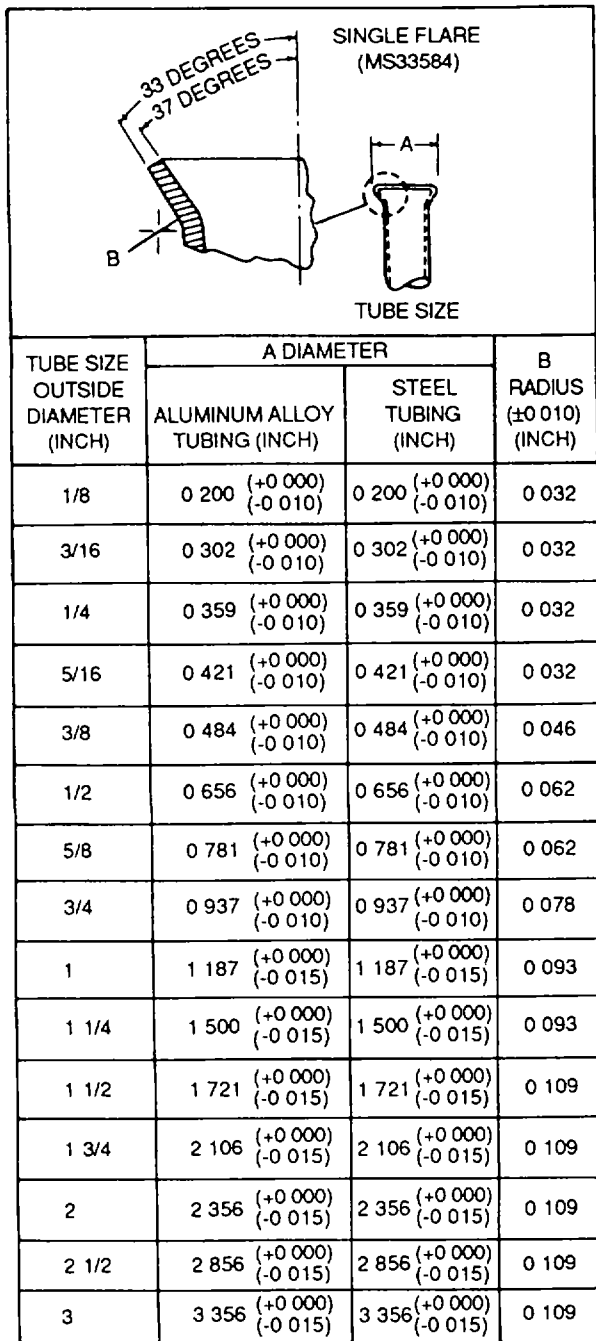 SINGLE FLARE
(MS33584)
33 DEGREES
37 DEGREES
A
B
TUBE SIZE
TUBE SIZE OUTSIDE DIAMETER (INCH)
A DIAMETER
ALUMINUM ALLOY TUBING (INCH)
STEEL TUBING (INCH)
B RADIUS (±0 010) (INCH)
1/8 0 200 (+0 000) (-0 010) 0 200 (+0 000) (-0 010) 0 032
3/16 0 302 (+0 000) (-0 010) 0 302 (+0 000) (-0 010) 0 032
1/4 0 359 (+0 000) (-0 010) 0 359 (+0 000) (-0 010) 0 032
5/16 0 421 (+0 000) (-0 010) 0 421 (+0 000) (-0 010) 0 032
3/8 0 484 (+0 000) (-0 010) 0 484 (+0 000) (-0 010) 0 046
1/2 0 656 (+0 000) (-0 010) 0 656 (+0 000) (-0 010) 0 062
5/8 0 781 (+0 000) (-0 010) 0 781 (+0 000) (-0 010) 0 062
3/4 0 937 (+0 000) (-0 010) 0 937 (+0 000) (-0 010) 0 078
1 1 187 (+0 000) (-0 015) 1 187 (+0 000) (-0 015) 0 093
1 1/4 1 500 (+0 000) (-0 015) 1 500 (+0 000) (-0 015) 0 093
1 1/2 1 721 (+0 000) (-0 015) 1 721 (+0 000) (-0 015) 0 109
1 3/4 2 106 (+0 000) (-0 015) 2 106 (+0 000) (-0 015) 0 109
2 2 356 (+0 000) (-0 015) 2 356 (+0 000) (-0 015) 0 109
2 1/2 2 856 (+0 000) (-0 015) 2 856 (+0 000) (-0 015) 0 109
3 3 356 (+0 000) (-0 015) 3 356 (+0 000) (-0 015) 0 109